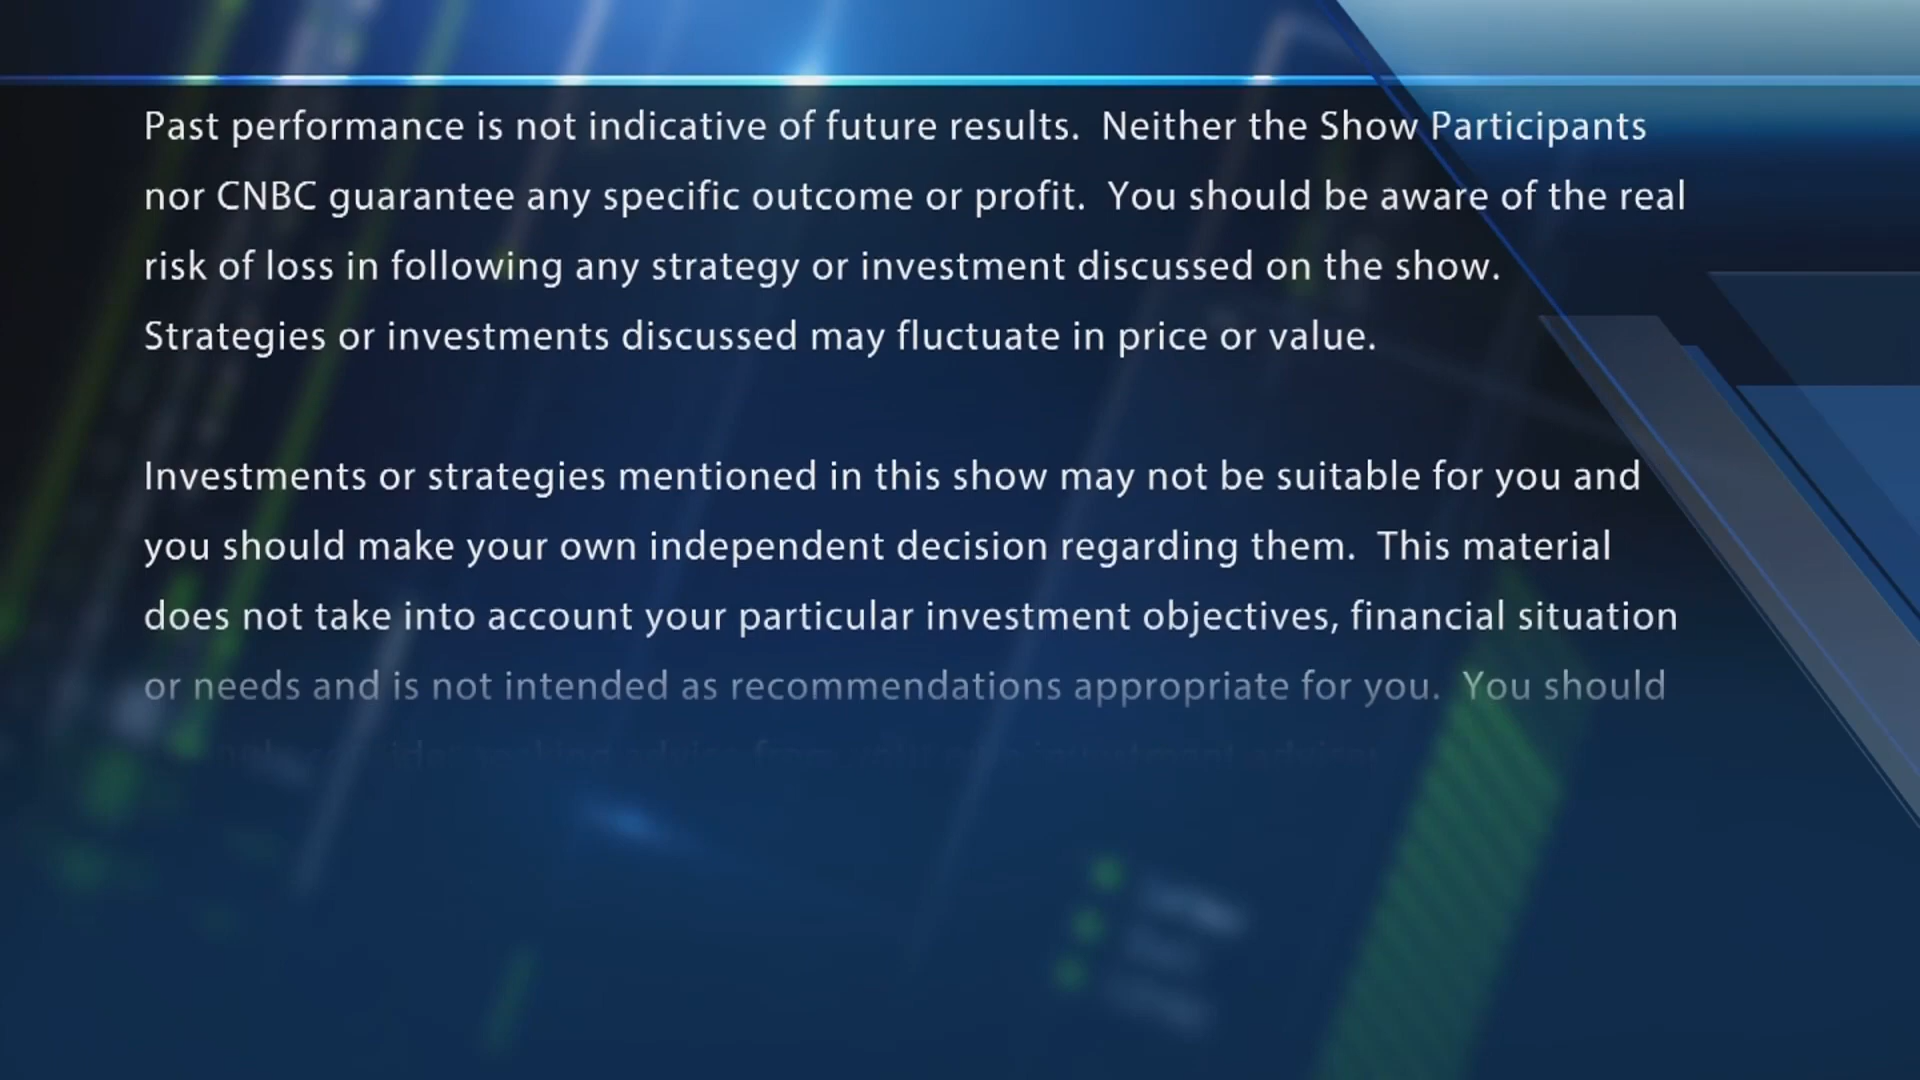 Past performance is not indicative of future results.  Neither the Show Participants
nor CNBC guarantee any specific outcome or profit.  You should be aware of the real
risk of loss in following any strategy or investment discussed on the show.
Strategies or investments discussed may fluctuate in price or value.
Investments or strategies mentioned in this show may not be suitable for you and
you should make your own independent decision regarding them.  This material
does not take into account your particular investment objectives, financial situation
or needs and is not intended as recommendations appropriate for you.  You should
advice from investment